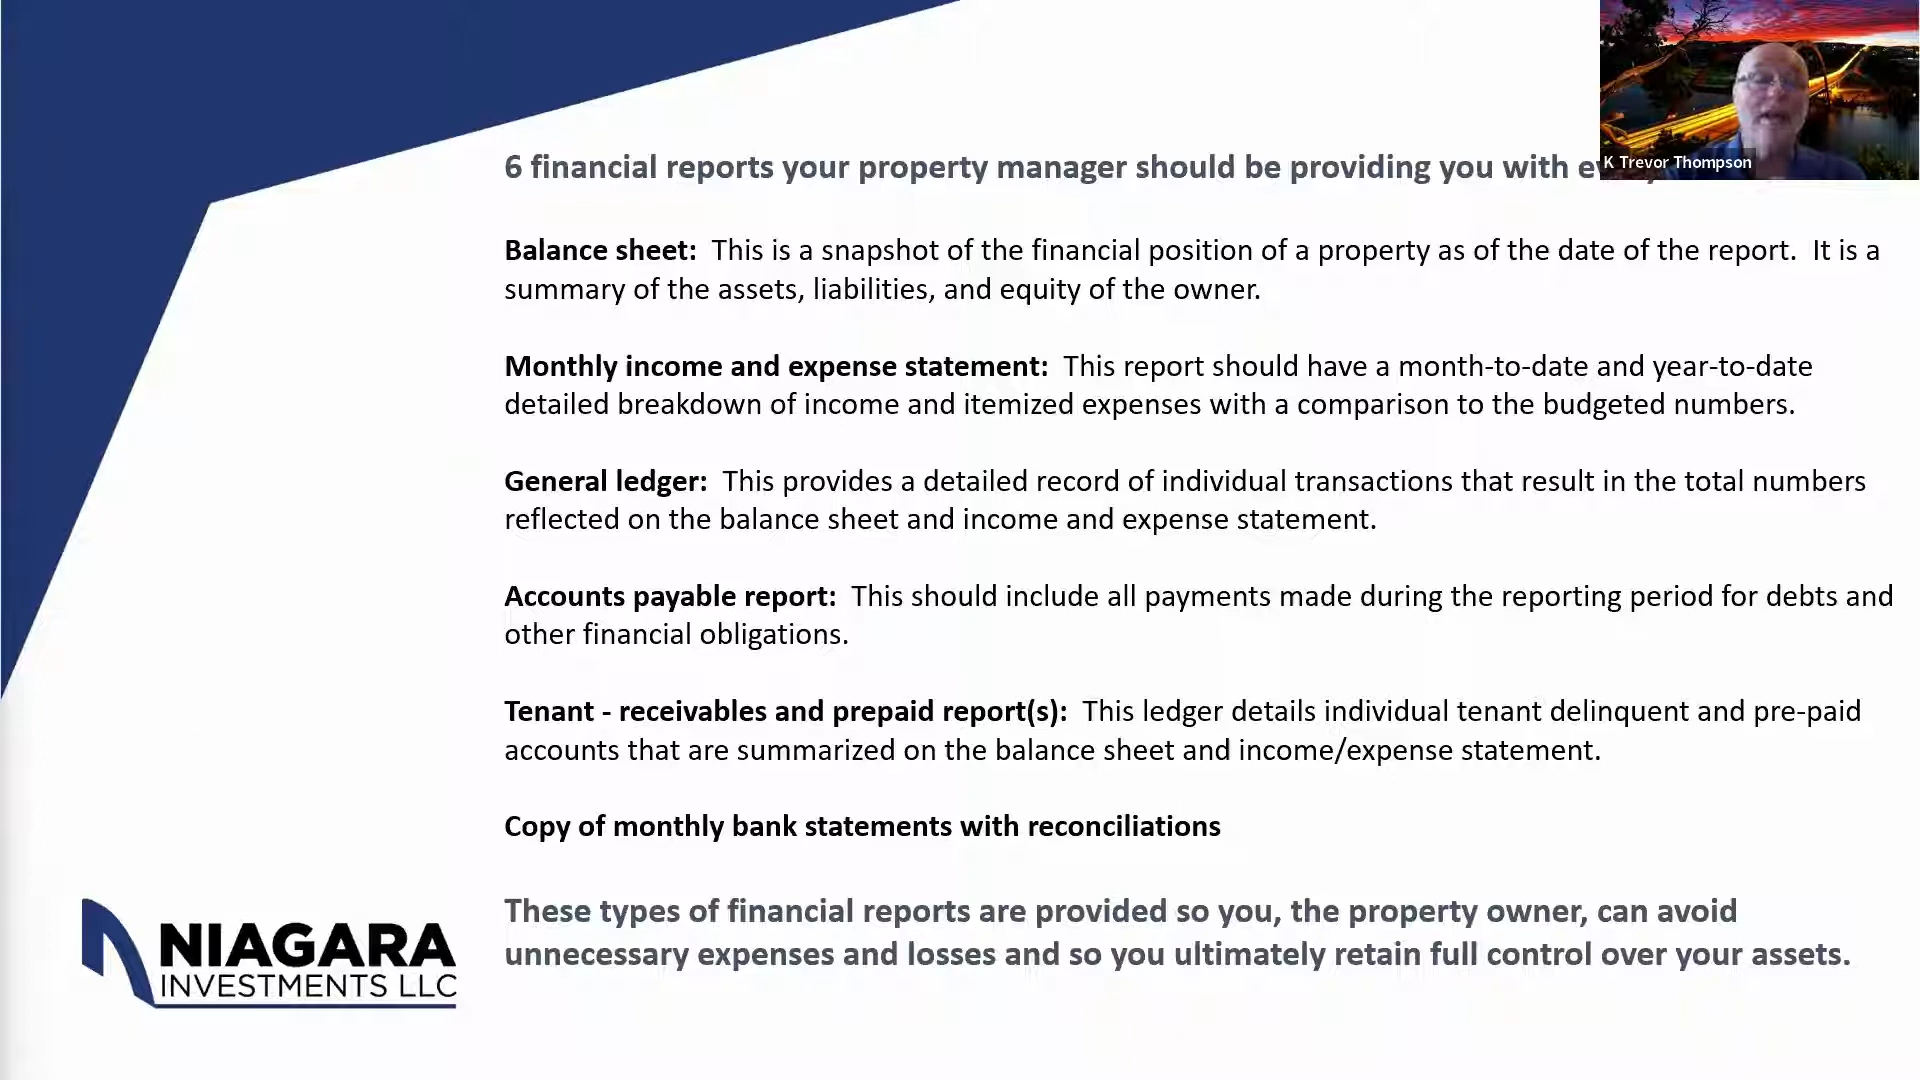 6 financial reports your property manager should be providing you with
K Trevor Thompson
Balance sheet:  This is a snapshot of the financial position of a property as of the date of the report.  It is a
summary of the assets, liabilities, and equity of the owner.
Monthly income and expense statement:  This report should have a month-to-date and year-to-date
detailed breakdown of income and itemized expenses with a comparison to the budgeted numbers.
General ledger:  This provides a detailed record of individual transactions that result in the total numbers
reflected on the balance sheet and income and expense statement.
Accounts payable report:  This should include all payments made during the reporting period for debts and
other financial obligations.
Tenant - receivables and prepaid report(s):  This ledger details individual tenant delinquent and pre-paid
accounts that are summarized on the balance sheet and income/expense statement.
Copy of monthly bank statements with reconciliations
These types of financial reports are provided so you, the property owner, can avoid
unnecessary expenses and losses and so you ultimately retain full control over your assets.
NIAGARA
INVESTMENTS LLC